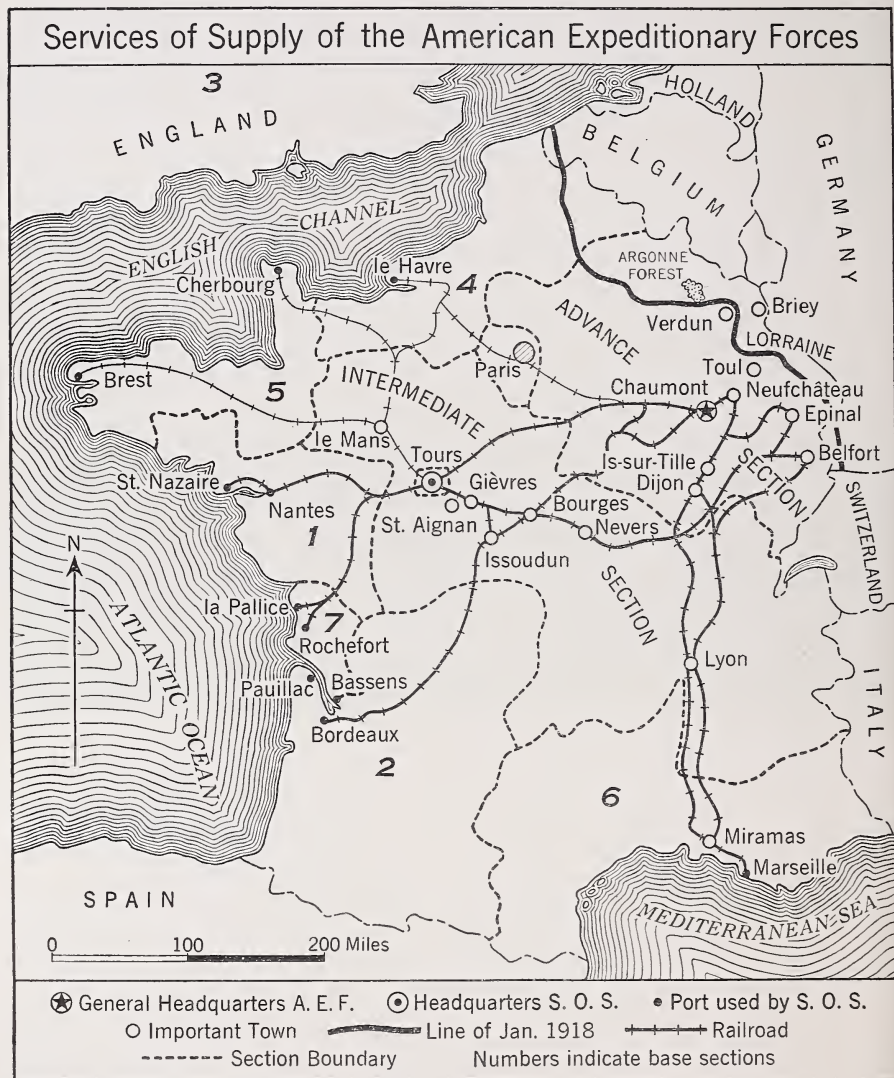 Services of Supply of the American Expeditionary Forces
3
ENGLAND
HOLLAND
BELGIUM
GERMANY
ENGLISH CHANNEL
Cherbourg
le Havre
4
ARGONNE
FOREST
Verdun
Briey
LORRAINE
ADVANCE
Paris
Toul
Brest
5
INTERMEDIATE
Chaumont
Neufchâteau
Epinal
le Mans
Tours
Is-sur-Tille
SECTION
Belfort
St. Nazaire
Gièvres
Dijon
Nantes
St. Aignan
Bourges
Nevers
SWITZERLAND
1
Issoudun
N
SECTION
la Pallice
7
Rochefort
ATLANTIC OCEAN
Lyon
Pauillac
Bassens
ITALY
Bordeaux
2
6
Miramas
Marseille
SPAIN
MEDITERRANEAN SEA
0 100 200 Miles
General Headquarters A. E. F. Headquarters S. O. S. Port used by S. O. S.
Important Town Line of Jan. 1918 Railroad
Section Boundary Numbers indicate base sections